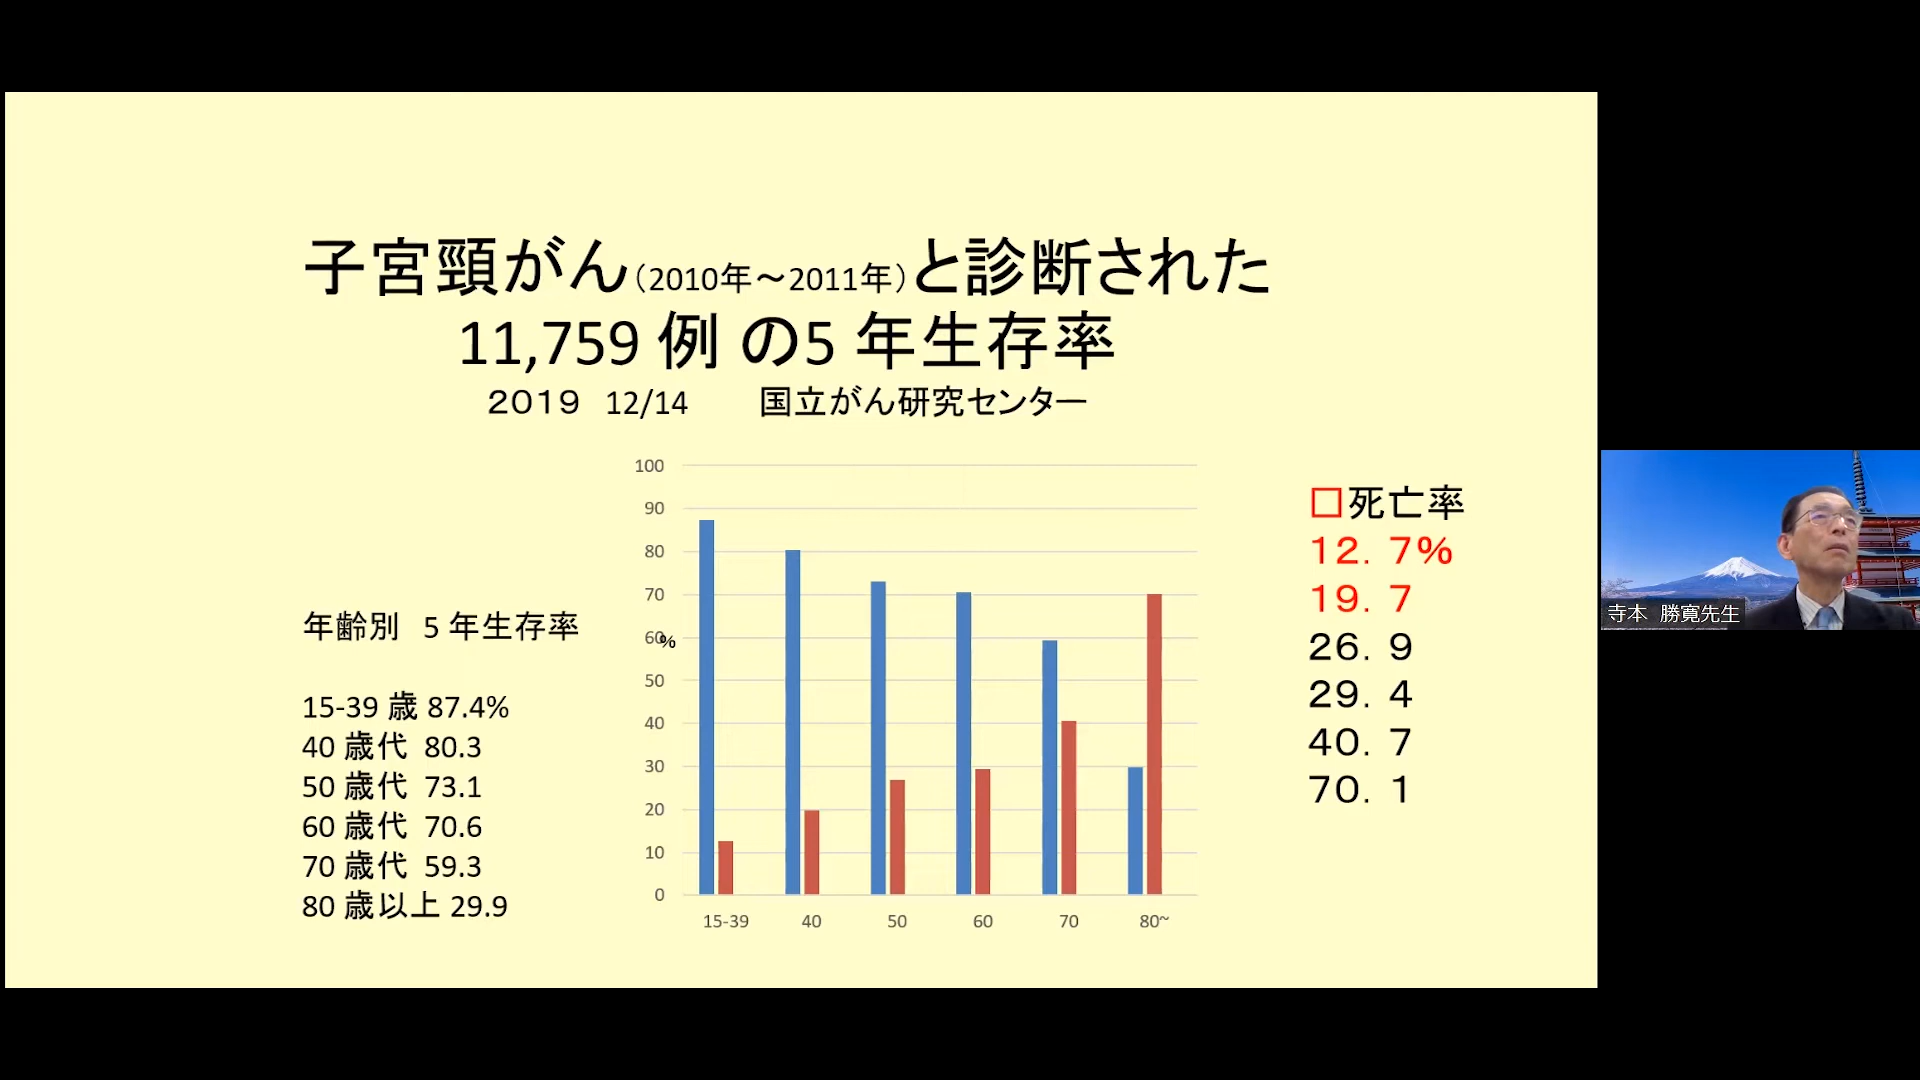 子宮頸がん（2010年～2011年）と診断された
11,759 例 の5 年生存率
２０１９ 12/14 国立がん研究センター
年齢別 5 年生存率
15-39 歳 87.4%
40 歳代 80.3
50 歳代 73.1
60 歳代 70.6
70 歳代 59.3
80 歳以上 29.9
100
90
80
70
60
%
50
40
30
20
10
0
15-39 40 50 60 70 80~
□死亡率
１２．７％
１９．７
２６．９
２９．４
４０．７
７０．１
寺本 勝寛先生